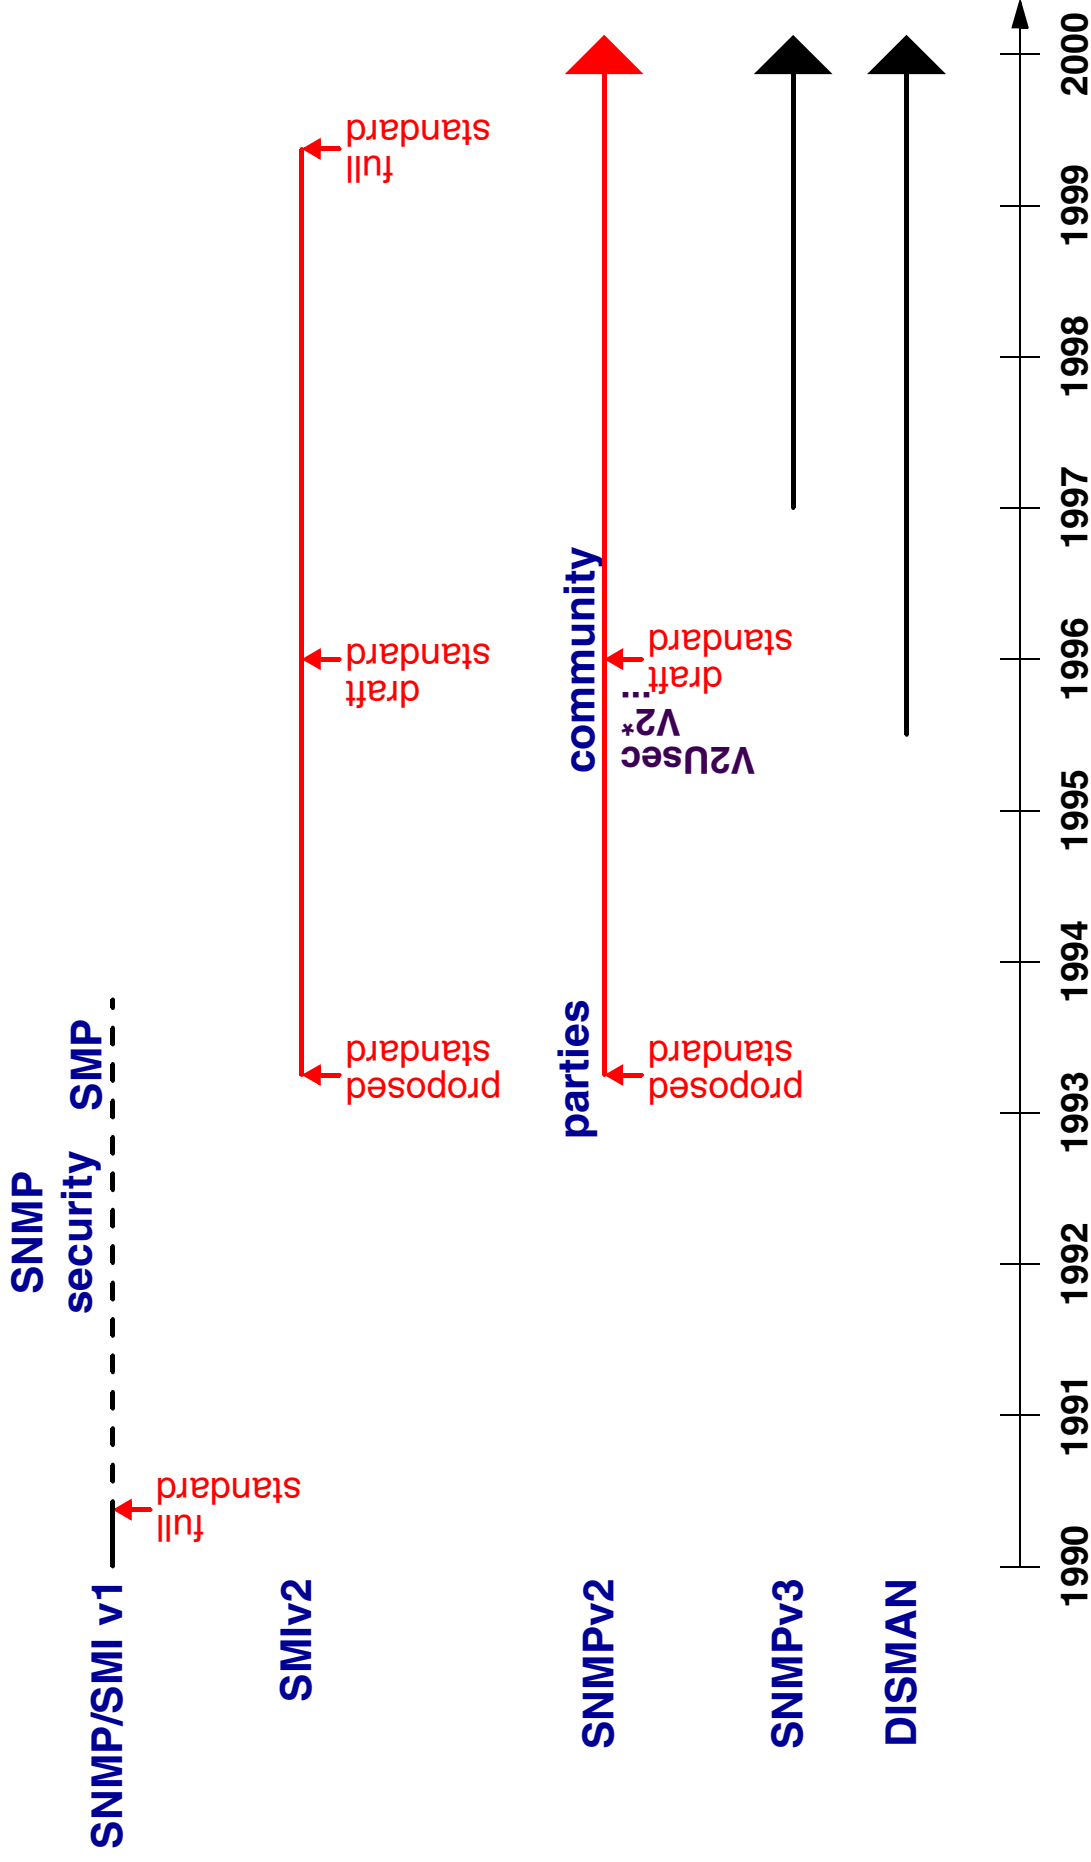 SNMP
security
SMP
SNMP/SMI v1
full
standard
SMIv2
proposed
standard
draft
standard
full
standard
parties
community
SNMPv2
proposed
standard
V2Usec
V2*
...
draft
standard
SNMPv3
DISMAN
1990
1991
1992
1993
1994
1995
1996
1997
1998
1999
2000